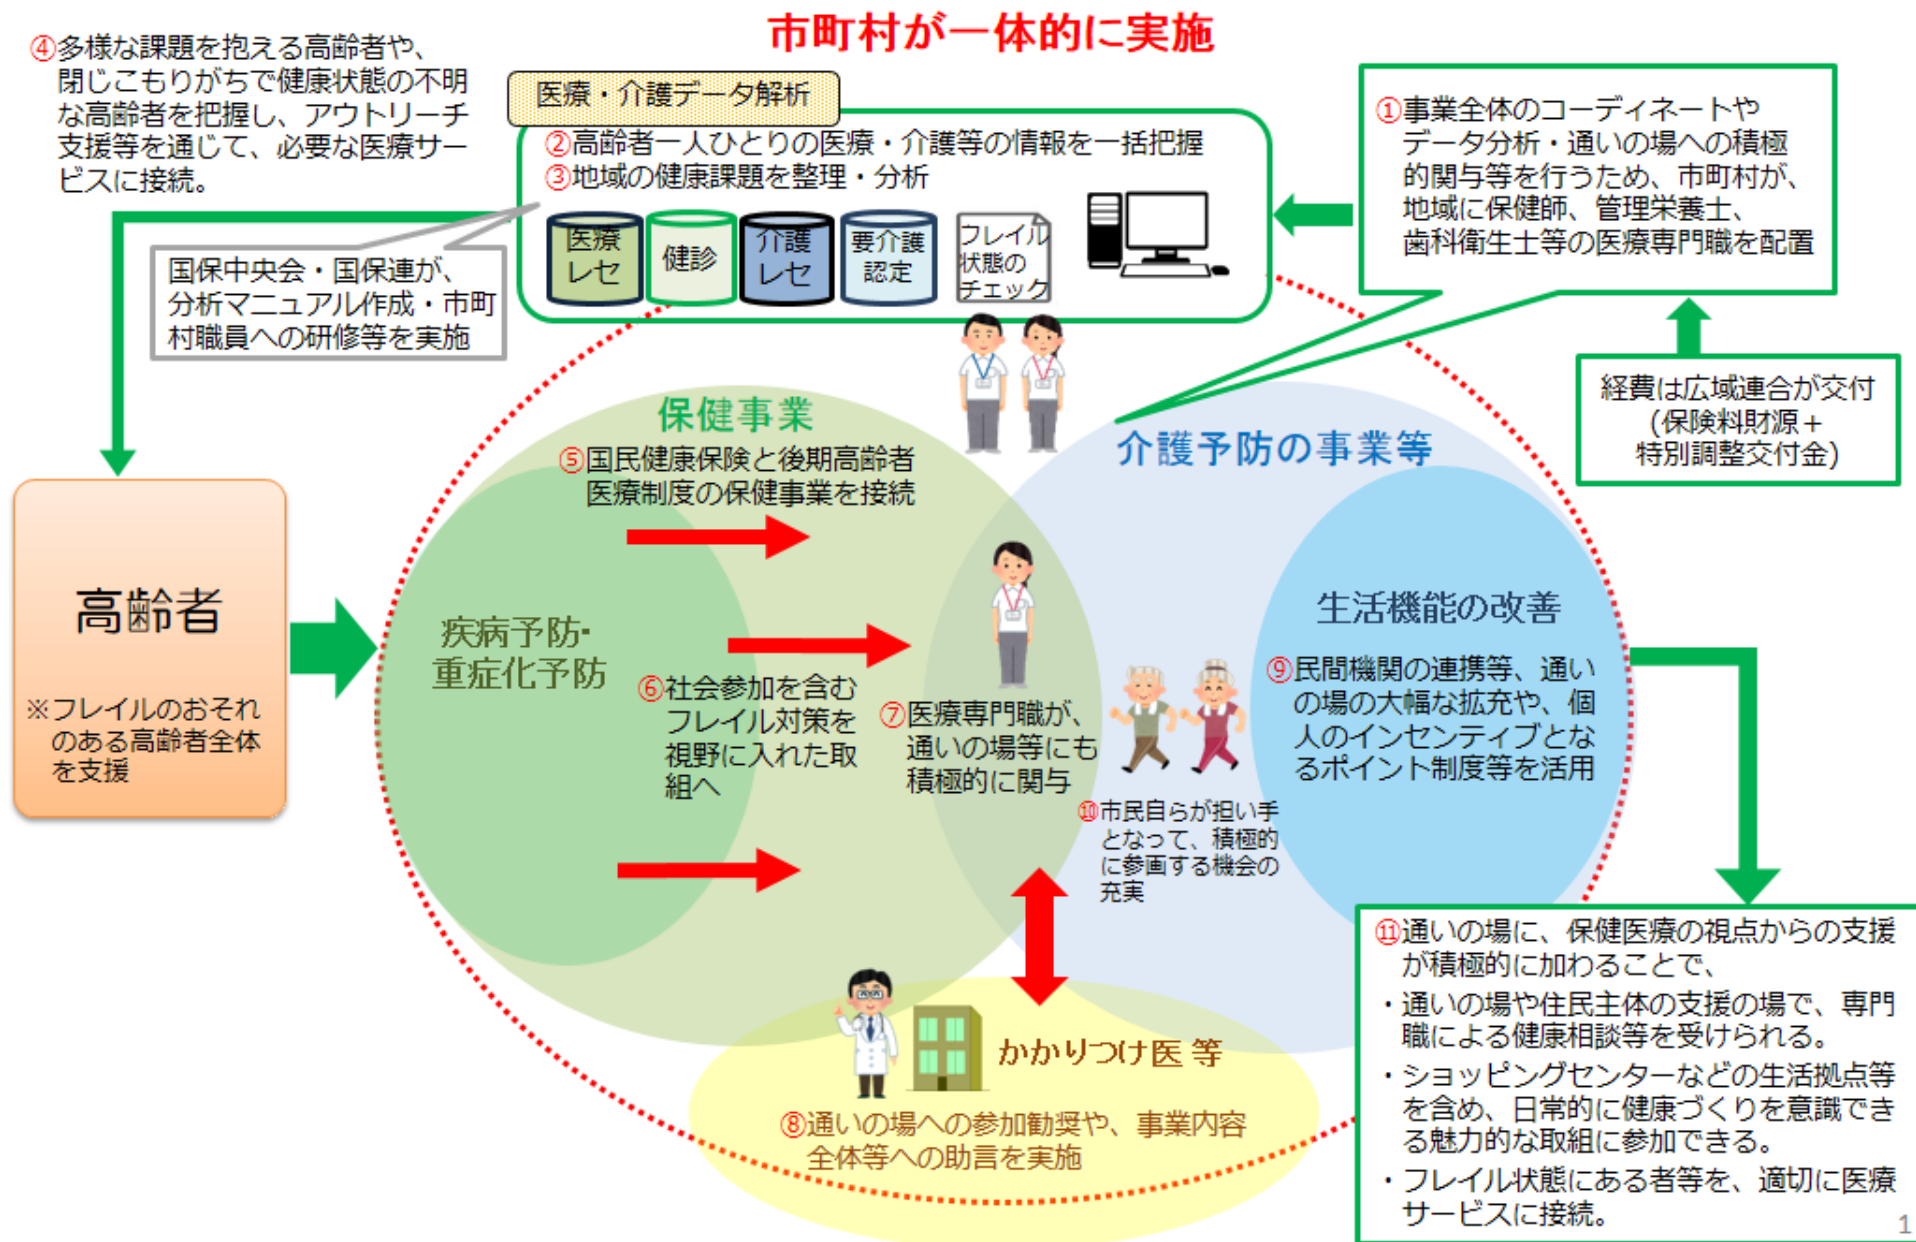 市町村が一体的に実施
④多様な課題を抱える高齢者や、
閉じこもりがちで健康状態の不明
な高齢者を把握し、アウトリーチ
支援等を通じて、必要な医療サー
ビスに接続。
医療・介護データ解析
②高齢者一人ひとりの医療・介護等の情報を一括把握
③地域の健康課題を整理・分析
医療
レセ
健診
介護
レセ
要介護
認定
フレイル
状態の
チェック
①事業全体のコーディネートや
データ分析・通いの場への積極
的関与等を行うため、市町村が、
地域に保健師、管理栄養士、
歯科衛生士等の医療専門職を配置
国保中央会・国保連が、
分析マニュアル作成・市町
村職員への研修等を実施
経費は広域連合が交付
(保険料財源＋
特別調整交付金)
保健事業
⑤国民健康保険と後期高齢者
医療制度の保健事業を接続
介護予防の事業等
高齢者
※フレイルのおそれ
のある高齢者全体
を支援
疾病予防・
重症化予防
⑥社会参加を含む
フレイル対策を
視野に入れた取
組へ
⑦医療専門職が、
通いの場等にも
積極的に関与
生活機能の改善
⑨民間機関の連携等、通い
の場の大幅な拡充や、個
人のインセンティブとな
るポイント制度等を活用
⑩市民自らが担い手
となって、積極的
に参画する機会の
充実
かかりつけ医 等
⑧通いの場への参加勧奨や、事業内容
全体等への助言を実施
⑪通いの場に、保健医療の視点からの支援
が積極的に加わることで、
・通いの場や住民主体の支援の場で、専門
職による健康相談等を受けられる。
・ショッピングセンターなどの生活拠点等
を含め、日常的に健康づくりを意識でき
る魅力的な取組に参加できる。
・フレイル状態にある者等を、適切に医療
サービスに接続。
1